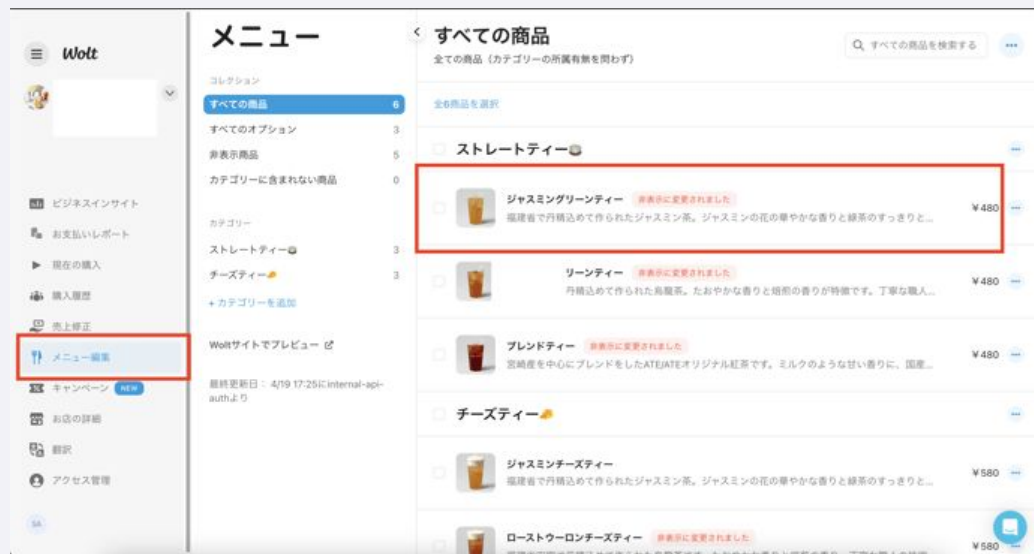 Wolt
ビジネスインサイト
お支払いレポート
現在の購入
購入履歴
売上修正
メニュー編集
キャンペーン NEW
お店の詳細
翻訳
アクセス管理
SA
メニュー
コレクション
すべての商品 6
すべてのオプション 3
非表示商品 5
カテゴリーに含まれない商品 0
カテゴリー
ストレートティー 3
チーズティー 3
+ カテゴリーを追加
Woltサイトでプレビュー
最終更新日： 4/19 17:25にinternal-api-
authより
すべての商品
全ての商品（カテゴリーの所属有無を問わず）
すべての商品を検索する
全6商品を選択
ストレートティー
ジャスミングリーンティー 非表示に変更されました
福建省で丹精込めて作られたジャスミン茶。ジャスミンの花の華やかな香りと緑茶のすっきりと...
¥480
リーンティー 非表示に変更されました
丹精込めて作られた烏龍茶。たおやかな香りと焙煎の香りが特徴です。丁寧な職人...
¥480
ブレンドティー 非表示に変更されました
宮崎産を中心にブレンドをしたATE/ATEオリジナル紅茶です。ミルクのような甘い香りに、国産...
¥480
チーズティー
ジャスミンチーズティー
福建省で丹精込めて作られたジャスミン茶。ジャスミンの花の華やかな香りと緑茶のすっきりと...
¥580
ローストウーロンチーズティー 非表示に変更されました
¥580